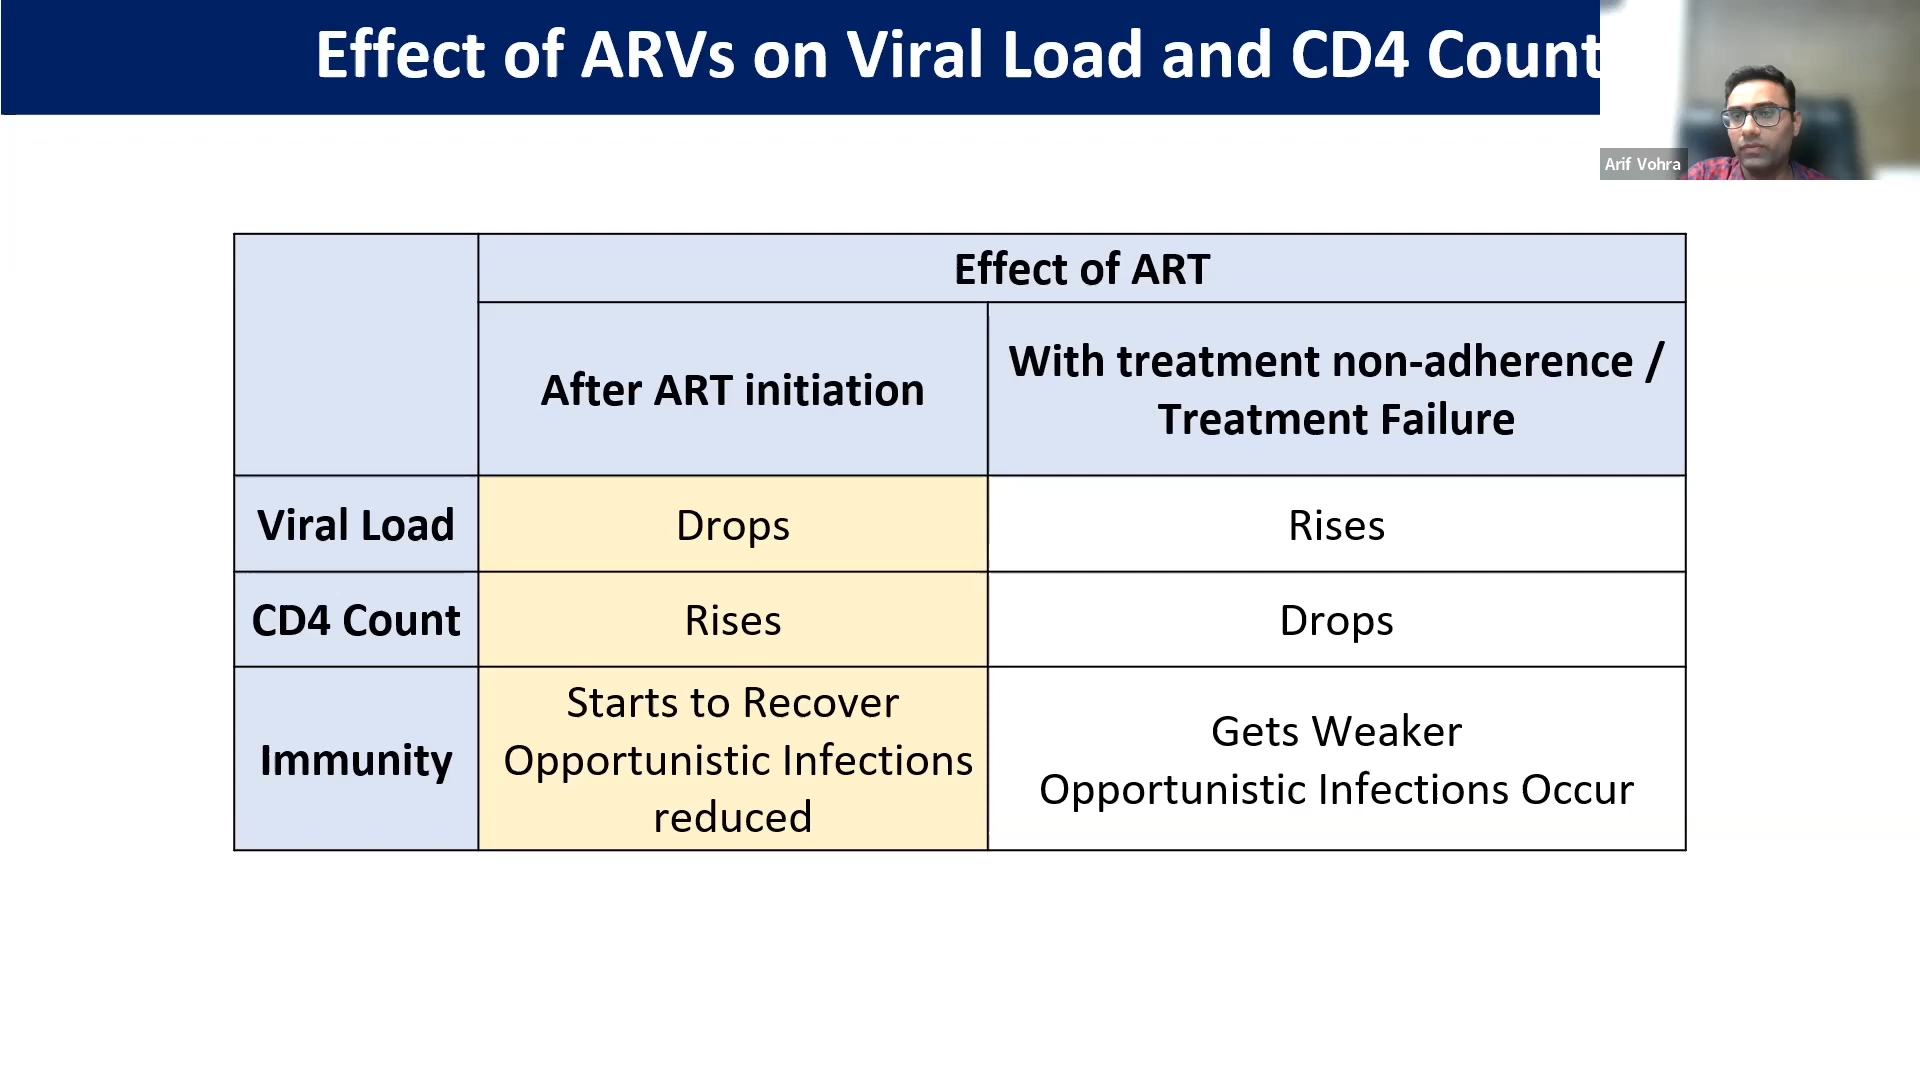 Effect of ARVs on Viral Load and CD4 Count
Arif Vohra
Effect of ART
After ART initiation
With treatment non-adherence /
Treatment Failure
Viral Load
Drops
Rises
CD4 Count
Rises
Drops
Immunity
Starts to Recover
Opportunistic Infections
reduced
Gets Weaker
Opportunistic Infections Occur